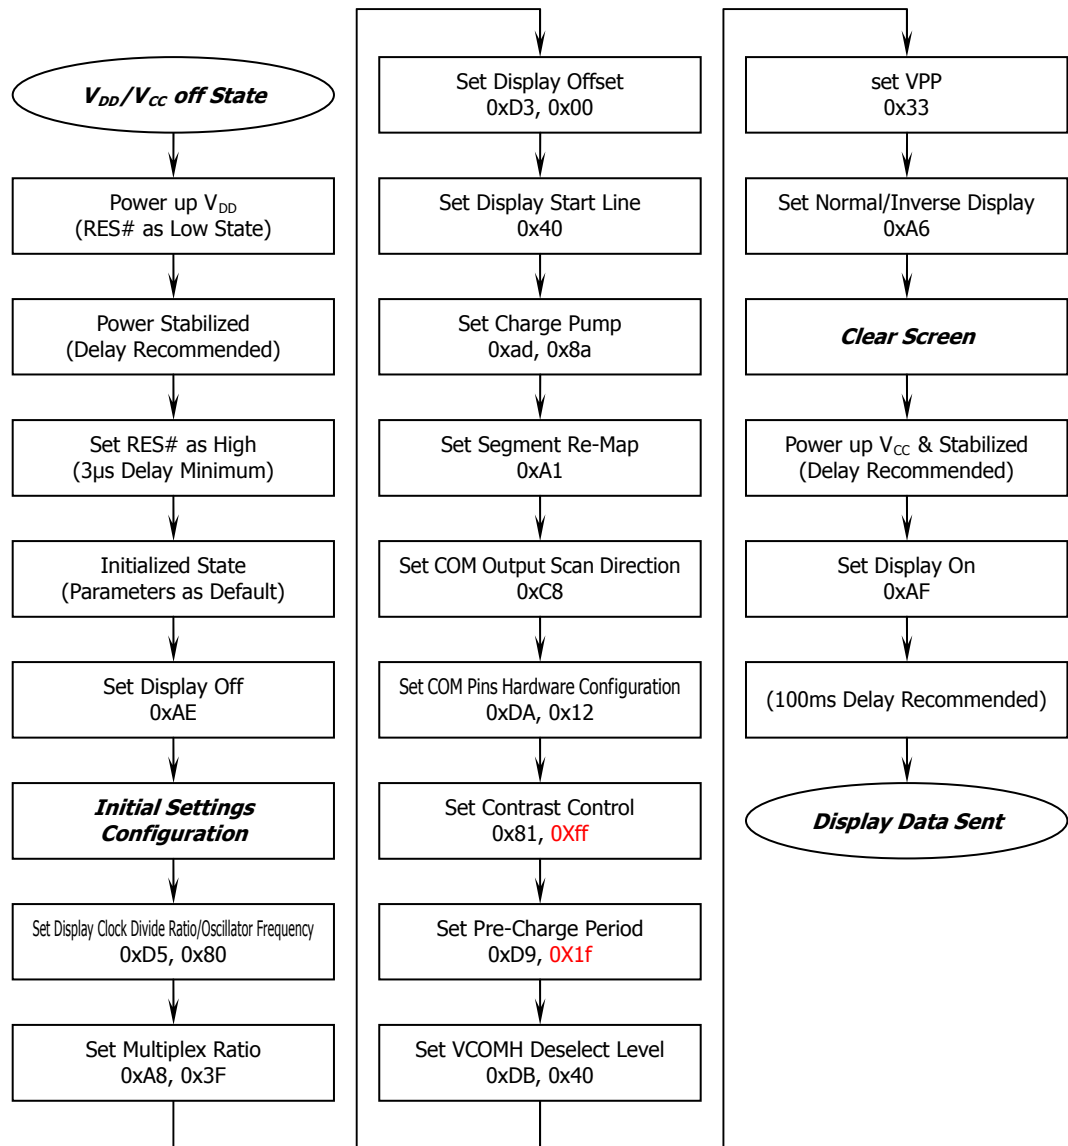 V_DD/V_CC off State
Power up V_DD
(RES# as Low State)
Power Stabilized
(Delay Recommended)
Set RES# as High
(3µs Delay Minimum)
Initialized State
(Parameters as Default)
Set Display Off
0xAE
Initial Settings
Configuration
Set Display Clock Divide Ratio/Oscillator Frequency
0xD5, 0x80
Set Multiplex Ratio
0xA8, 0x3F
Set Display Offset
0xD3, 0x00
Set Display Start Line
0x40
Set Charge Pump
0xad, 0x8a
Set Segment Re-Map
0xA1
Set COM Output Scan Direction
0xC8
Set COM Pins Hardware Configuration
0xDA, 0x12
Set Contrast Control
0x81, 0Xff
Set Pre-Charge Period
0xD9, 0X1f
Set VCOMH Deselect Level
0xDB, 0x40
set VPP
0x33
Set Normal/Inverse Display
0xA6
Clear Screen
Power up V_CC & Stabilized
(Delay Recommended)
Set Display On
0xAF
(100ms Delay Recommended)
Display Data Sent